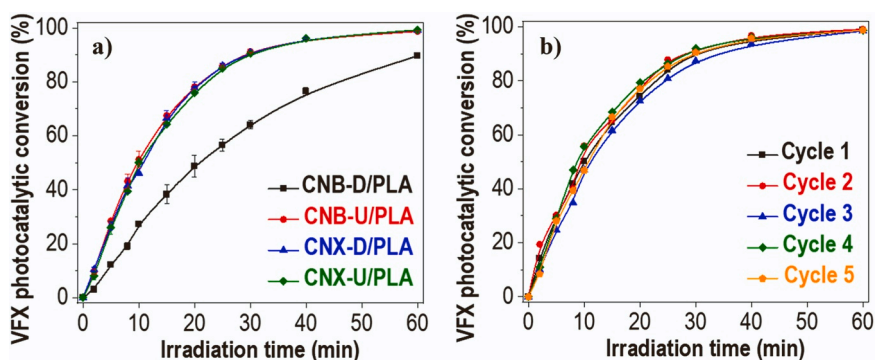 VFX photocatalytic conversion (%)
100
80
60
40
20
0
a)
CNB-D/PLA
CNB-U/PLA
CNX-D/PLA
CNX-U/PLA
0 10 20 30 40 50 60
Irradiation time (min)
VFX photocatalytic conversion (%)
100
80
60
40
20
0
b)
Cycle 1
Cycle 2
Cycle 3
Cycle 4
Cycle 5
0 10 20 30 40 50 60
Irradiation time (min)